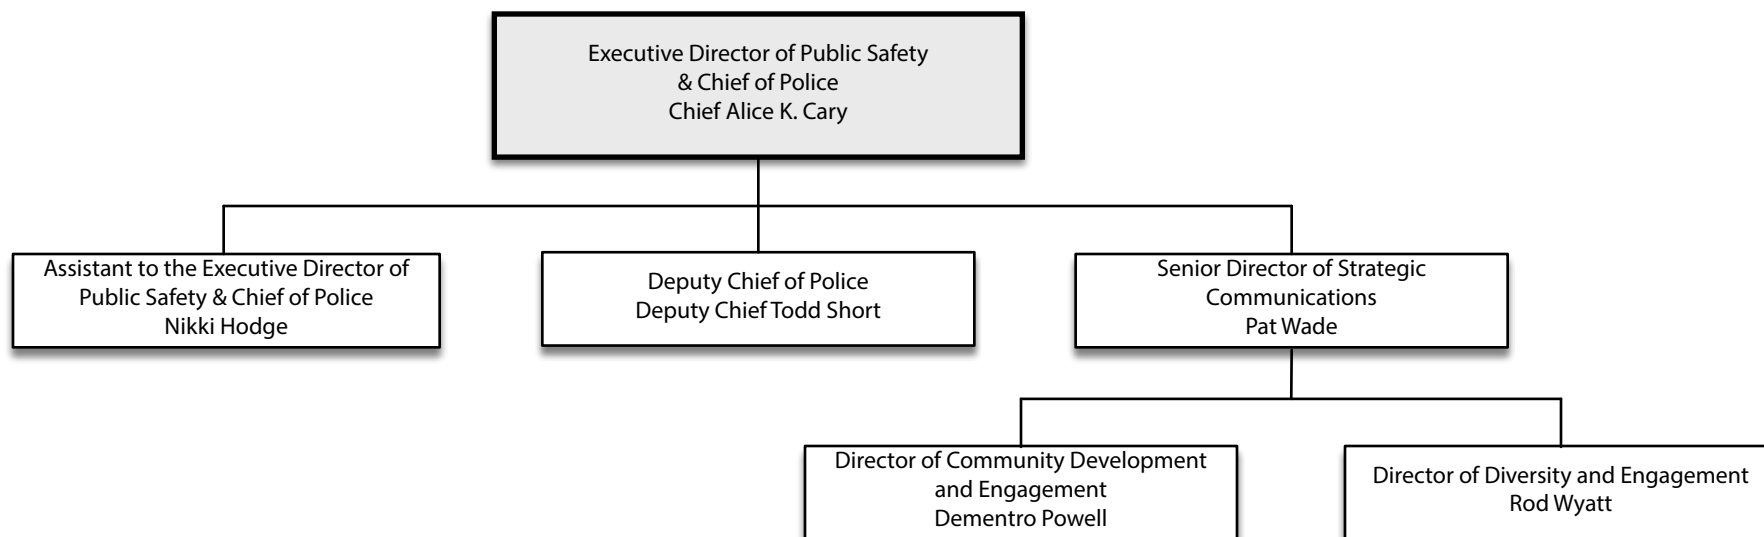 Executive Director of Public Safety
& Chief of Police
Chief Alice K. Cary
Assistant to the Executive Director of
Public Safety & Chief of Police
Nikki Hodge
Deputy Chief of Police
Deputy Chief Todd Short
Senior Director of Strategic
Communications
Pat Wade
Director of Community Development
and Engagement
Dementro Powell
Director of Diversity and Engagement
Rod Wyatt